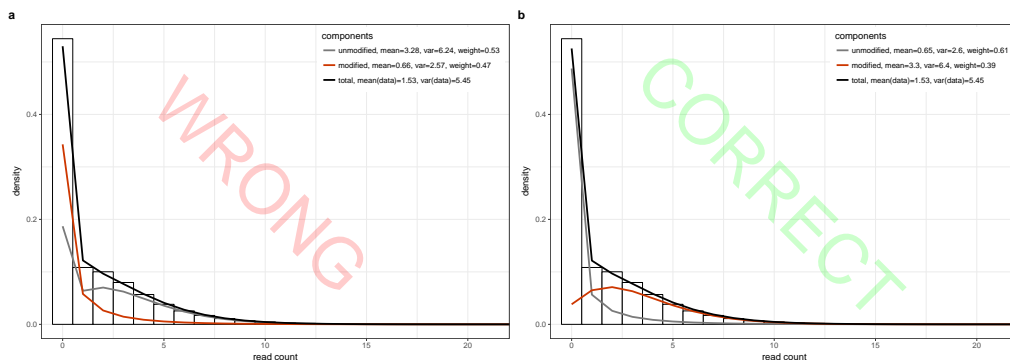 a
components
unmodified, mean=3.28, var=6.24, weight=0.53
modified, mean=0.66, var=2.57, weight=0.47
total, mean(data)=1.53, var(data)=5.45
WRONG
density
0.4
0.2
0.0
0
5
10
15
20
read count
b
components
unmodified, mean=0.65, var=2.6, weight=0.61
modified, mean=3.3, var=6.4, weight=0.39
total, mean(data)=1.53, var(data)=5.45
CORRECT
density
0.4
0.2
0.0
0
5
10
15
20
read count